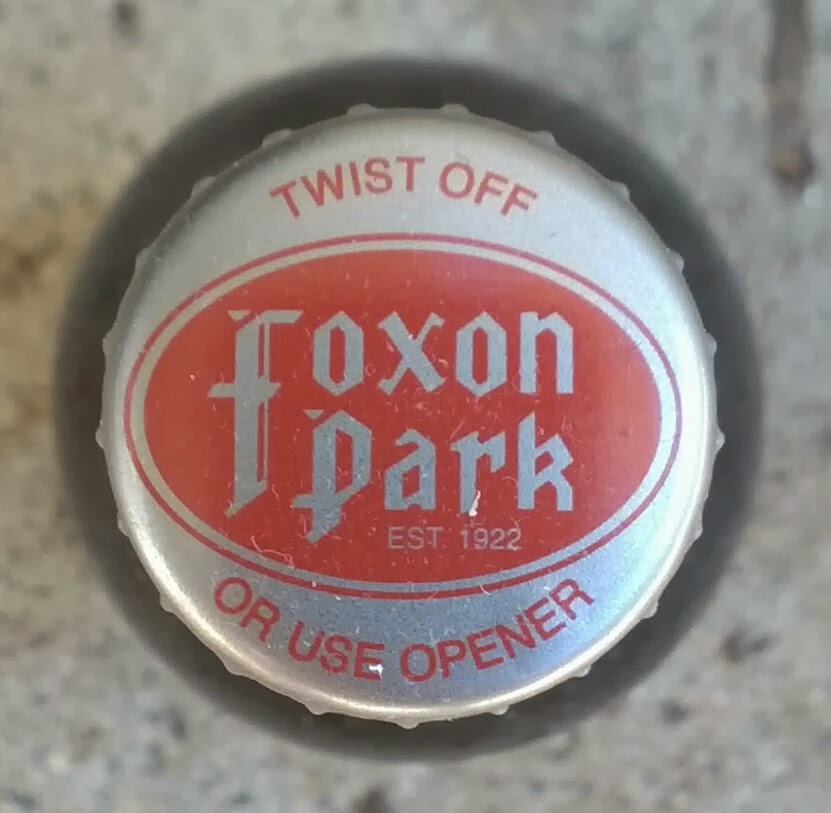 TWIST OFF
Foxon
Park
EST. 1922
OR USE OPENER